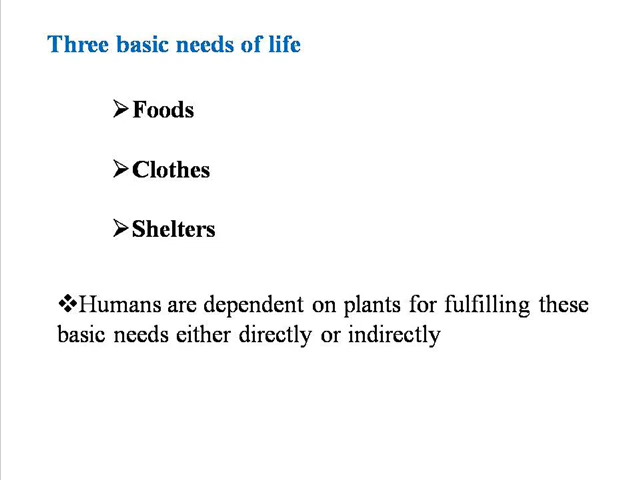 Three basic needs of life
➢Foods
➢Clothes
➢Shelters
❖Humans are dependent on plants for fulfilling these
basic needs either directly or indirectly